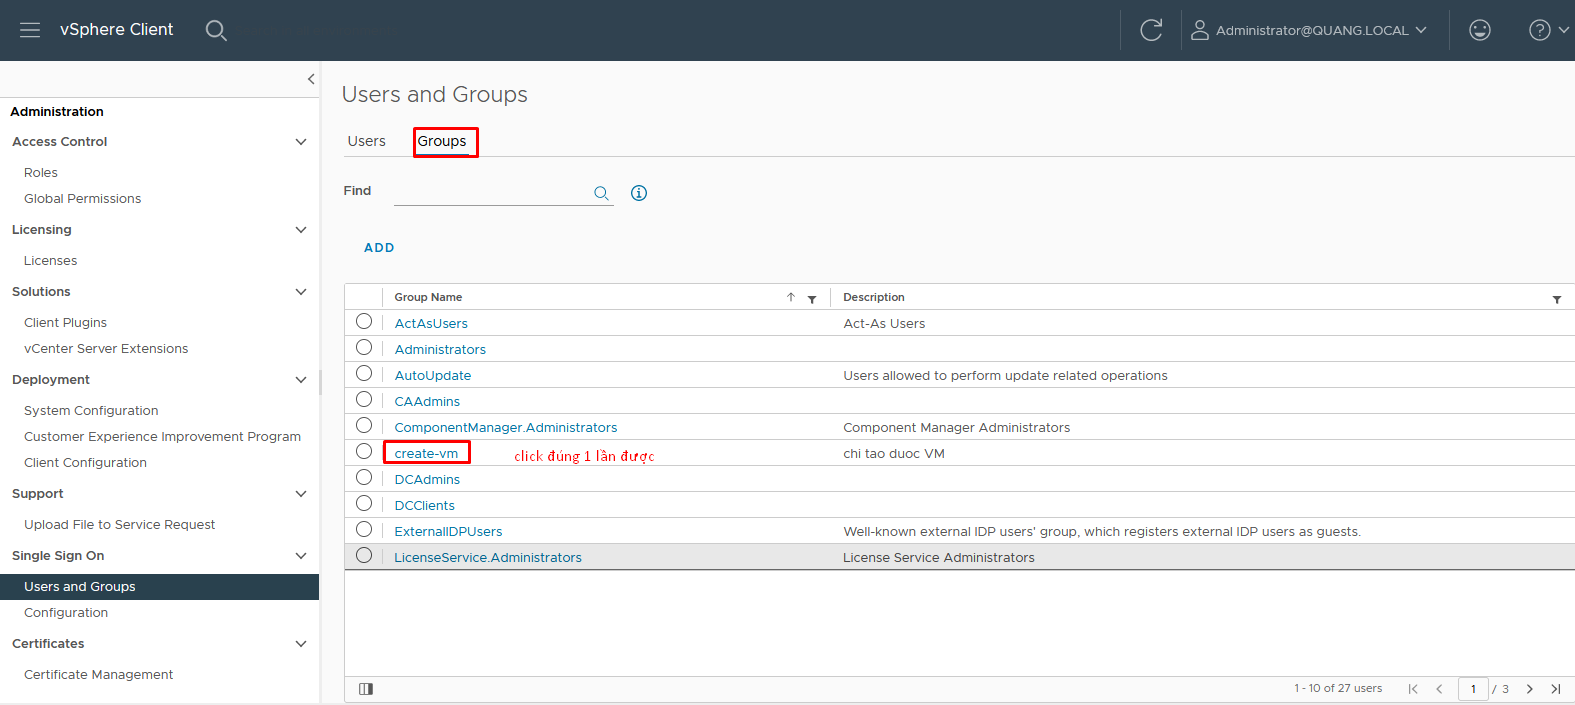 vSphere Client
Administrator@QUANG.LOCAL
Administration
Access Control
Roles
Global Permissions
Licensing
Licenses
Solutions
Client Plugins
vCenter Server Extensions
Deployment
System Configuration
Customer Experience Improvement Program
Client Configuration
Support
Upload File to Service Request
Single Sign On
Users and Groups
Configuration
Certificates
Certificate Management
Users and Groups
Users Groups
Find
ADD
Group Name Description
ActAsUsers Act-As Users
Administrators
AutoUpdate Users allowed to perform update related operations
CAAdmins
ComponentManager.Administrators Component Manager Administrators
create-vm click đúng 1 lần được chi tao duoc VM
DCAdmins
DCClients
ExternalIDPUsers Well-known external IDP users' group, which registers external IDP users as guests.
LicenseService.Administrators License Service Administrators
1 - 10 of 27 users 1 / 3